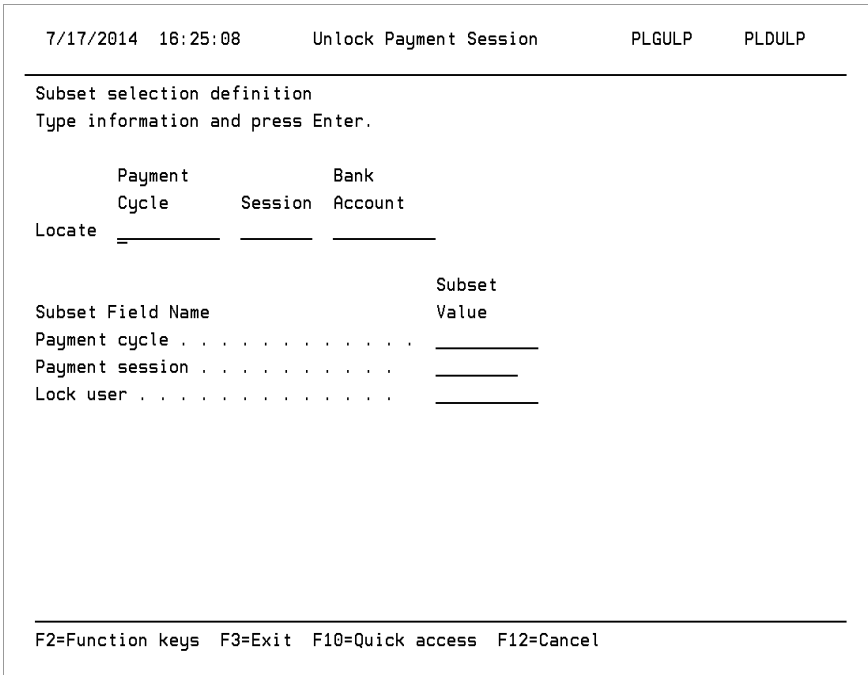 7/17/2014 16:25:08 Unlock Payment Session PLGULP PLDULP
Subset selection definition
Type information and press Enter.
Payment Bank
Cycle Session Account
Locate
Subset
Subset Field Name Value
Payment cycle . . . . . . . . . . . .
Payment session . . . . . . . . . .
Lock user . . . . . . . . . . . . .
F2=Function keys F3=Exit F10=Quick access F12=Cancel